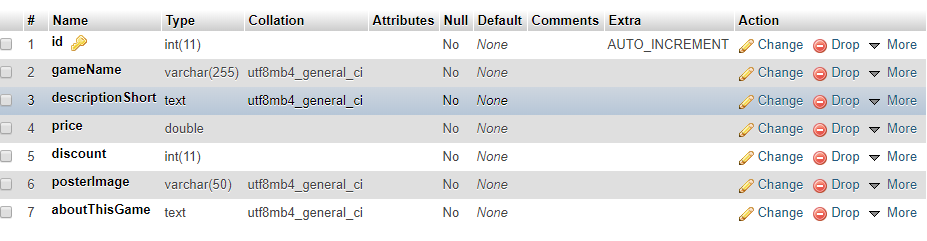 # Name Type Collation Attributes Null Default Comments Extra Action
1 id int(11) No None AUTO_INCREMENT Change Drop More
2 gameName varchar(255) utf8mb4_general_ci No None Change Drop More
3 descriptionShort text utf8mb4_general_ci No None Change Drop More
4 price double No None Change Drop More
5 discount int(11) No None Change Drop More
6 posterImage varchar(50) utf8mb4_general_ci No None Change Drop More
7 aboutThisGame text utf8mb4_general_ci No None Change Drop More